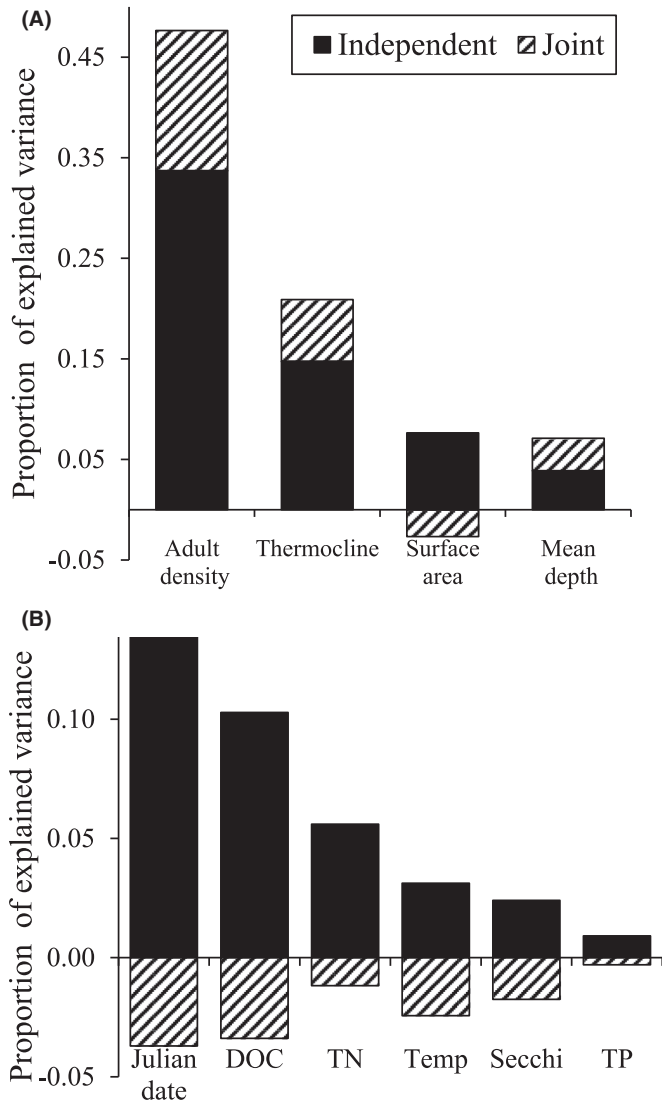 (A)
Independent Joint
Proportion of explained variance
0.45
0.35
0.25
0.15
0.05
-0.05
Adult density
Thermocline
Surface area
Mean depth
(B)
Proportion of explained variance
0.10
0.05
0.00
-0.05
Julian date
DOC
TN
Temp
Secchi
TP